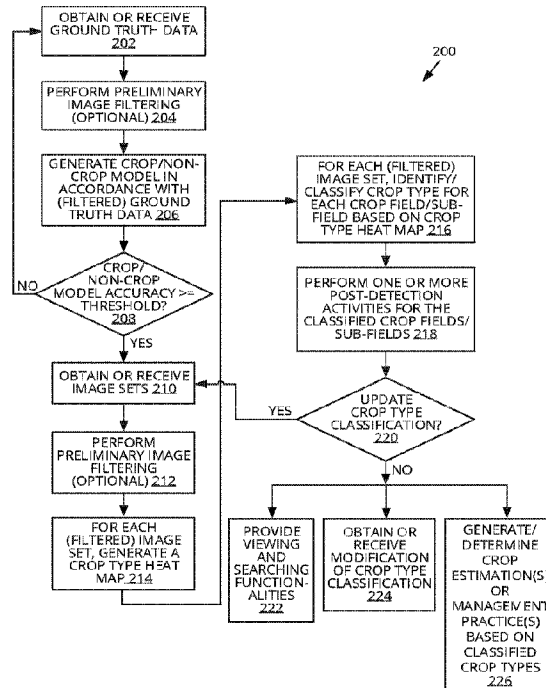 OBTAIN OR RECEIVE
GROUND TRUTH DATA
202
PERFORM PRELIMINARY
IMAGE FILTERING
(OPTIONAL) 204
GENERATE CROP/NON-
CROP MODEL IN
ACCORDANCE WITH
(FILTERED) GROUND
TRUTH DATA 206
CROP/
NON-CROP
MODEL ACCURACY >=
THRESHOLD?
208
NO
YES
OBTAIN OR RECEIVE
IMAGE SETS 210
PERFORM
PRELIMINARY IMAGE
FILTERING
(OPTIONAL) 212
FOR EACH
(FILTERED) IMAGE
SET, GENERATE A
CROP TYPE HEAT
MAP 214
200
FOR EACH (FILTERED)
IMAGE SET, IDENTIFY/
CLASSIFY CROP TYPE FOR
EACH CROP FIELD/SUB-
FIELD BASED ON CROP
TYPE HEAT MAP 216
PERFORM ONE OR MORE
POST-DETECTION
ACTIVITIES FOR THE
CLASSIFIED CROP FIELDS/
SUB-FIELDS 218
UPDATE
CROP TYPE
CLASSIFICATION?
220
YES
NO
PROVIDE
VIEWING
AND
SEARCHING
FUNCTION-
ALITIES
222
OBTAIN OR
RECEIVE
MODIFICATION OF
CROP TYPE
CLASSIFICATION
224
GENERATE/
DETERMINE
CROP
ESTIMATION(S)
OR
MANAGEMENT
PRACTICE(S)
BASED ON
CLASSIFIED
CROP TYPES
226